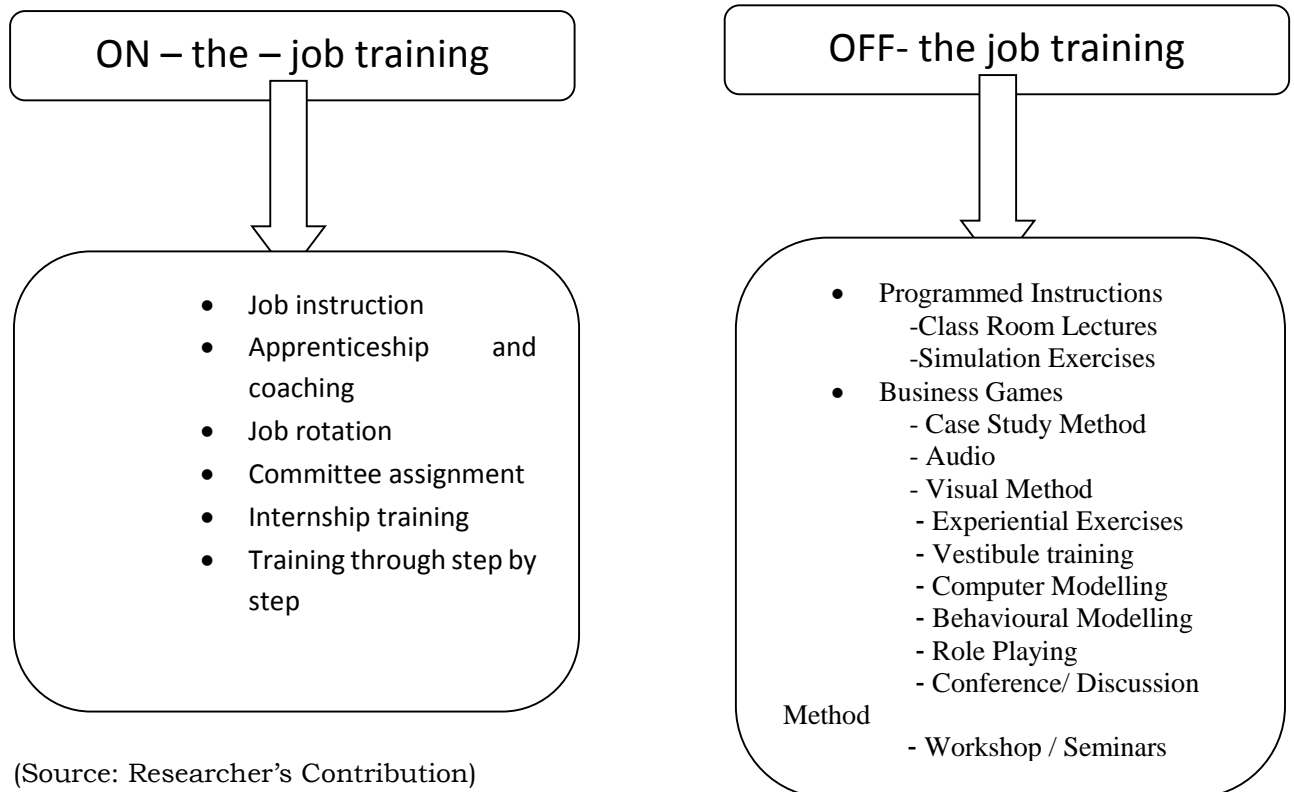 ON – the – job training
• Job instruction
• Apprenticeship and
coaching
• Job rotation
• Committee assignment
• Internship training
• Training through step by
step
(Source: Researcher's Contribution)
OFF- the job training
• Programmed Instructions
-Class Room Lectures
-Simulation Exercises
• Business Games
- Case Study Method
- Audio
- Visual Method
- Experiential Exercises
- Vestibule training
- Computer Modelling
- Behavioural Modelling
- Role Playing
- Conference/ Discussion
Method
- Workshop / Seminars